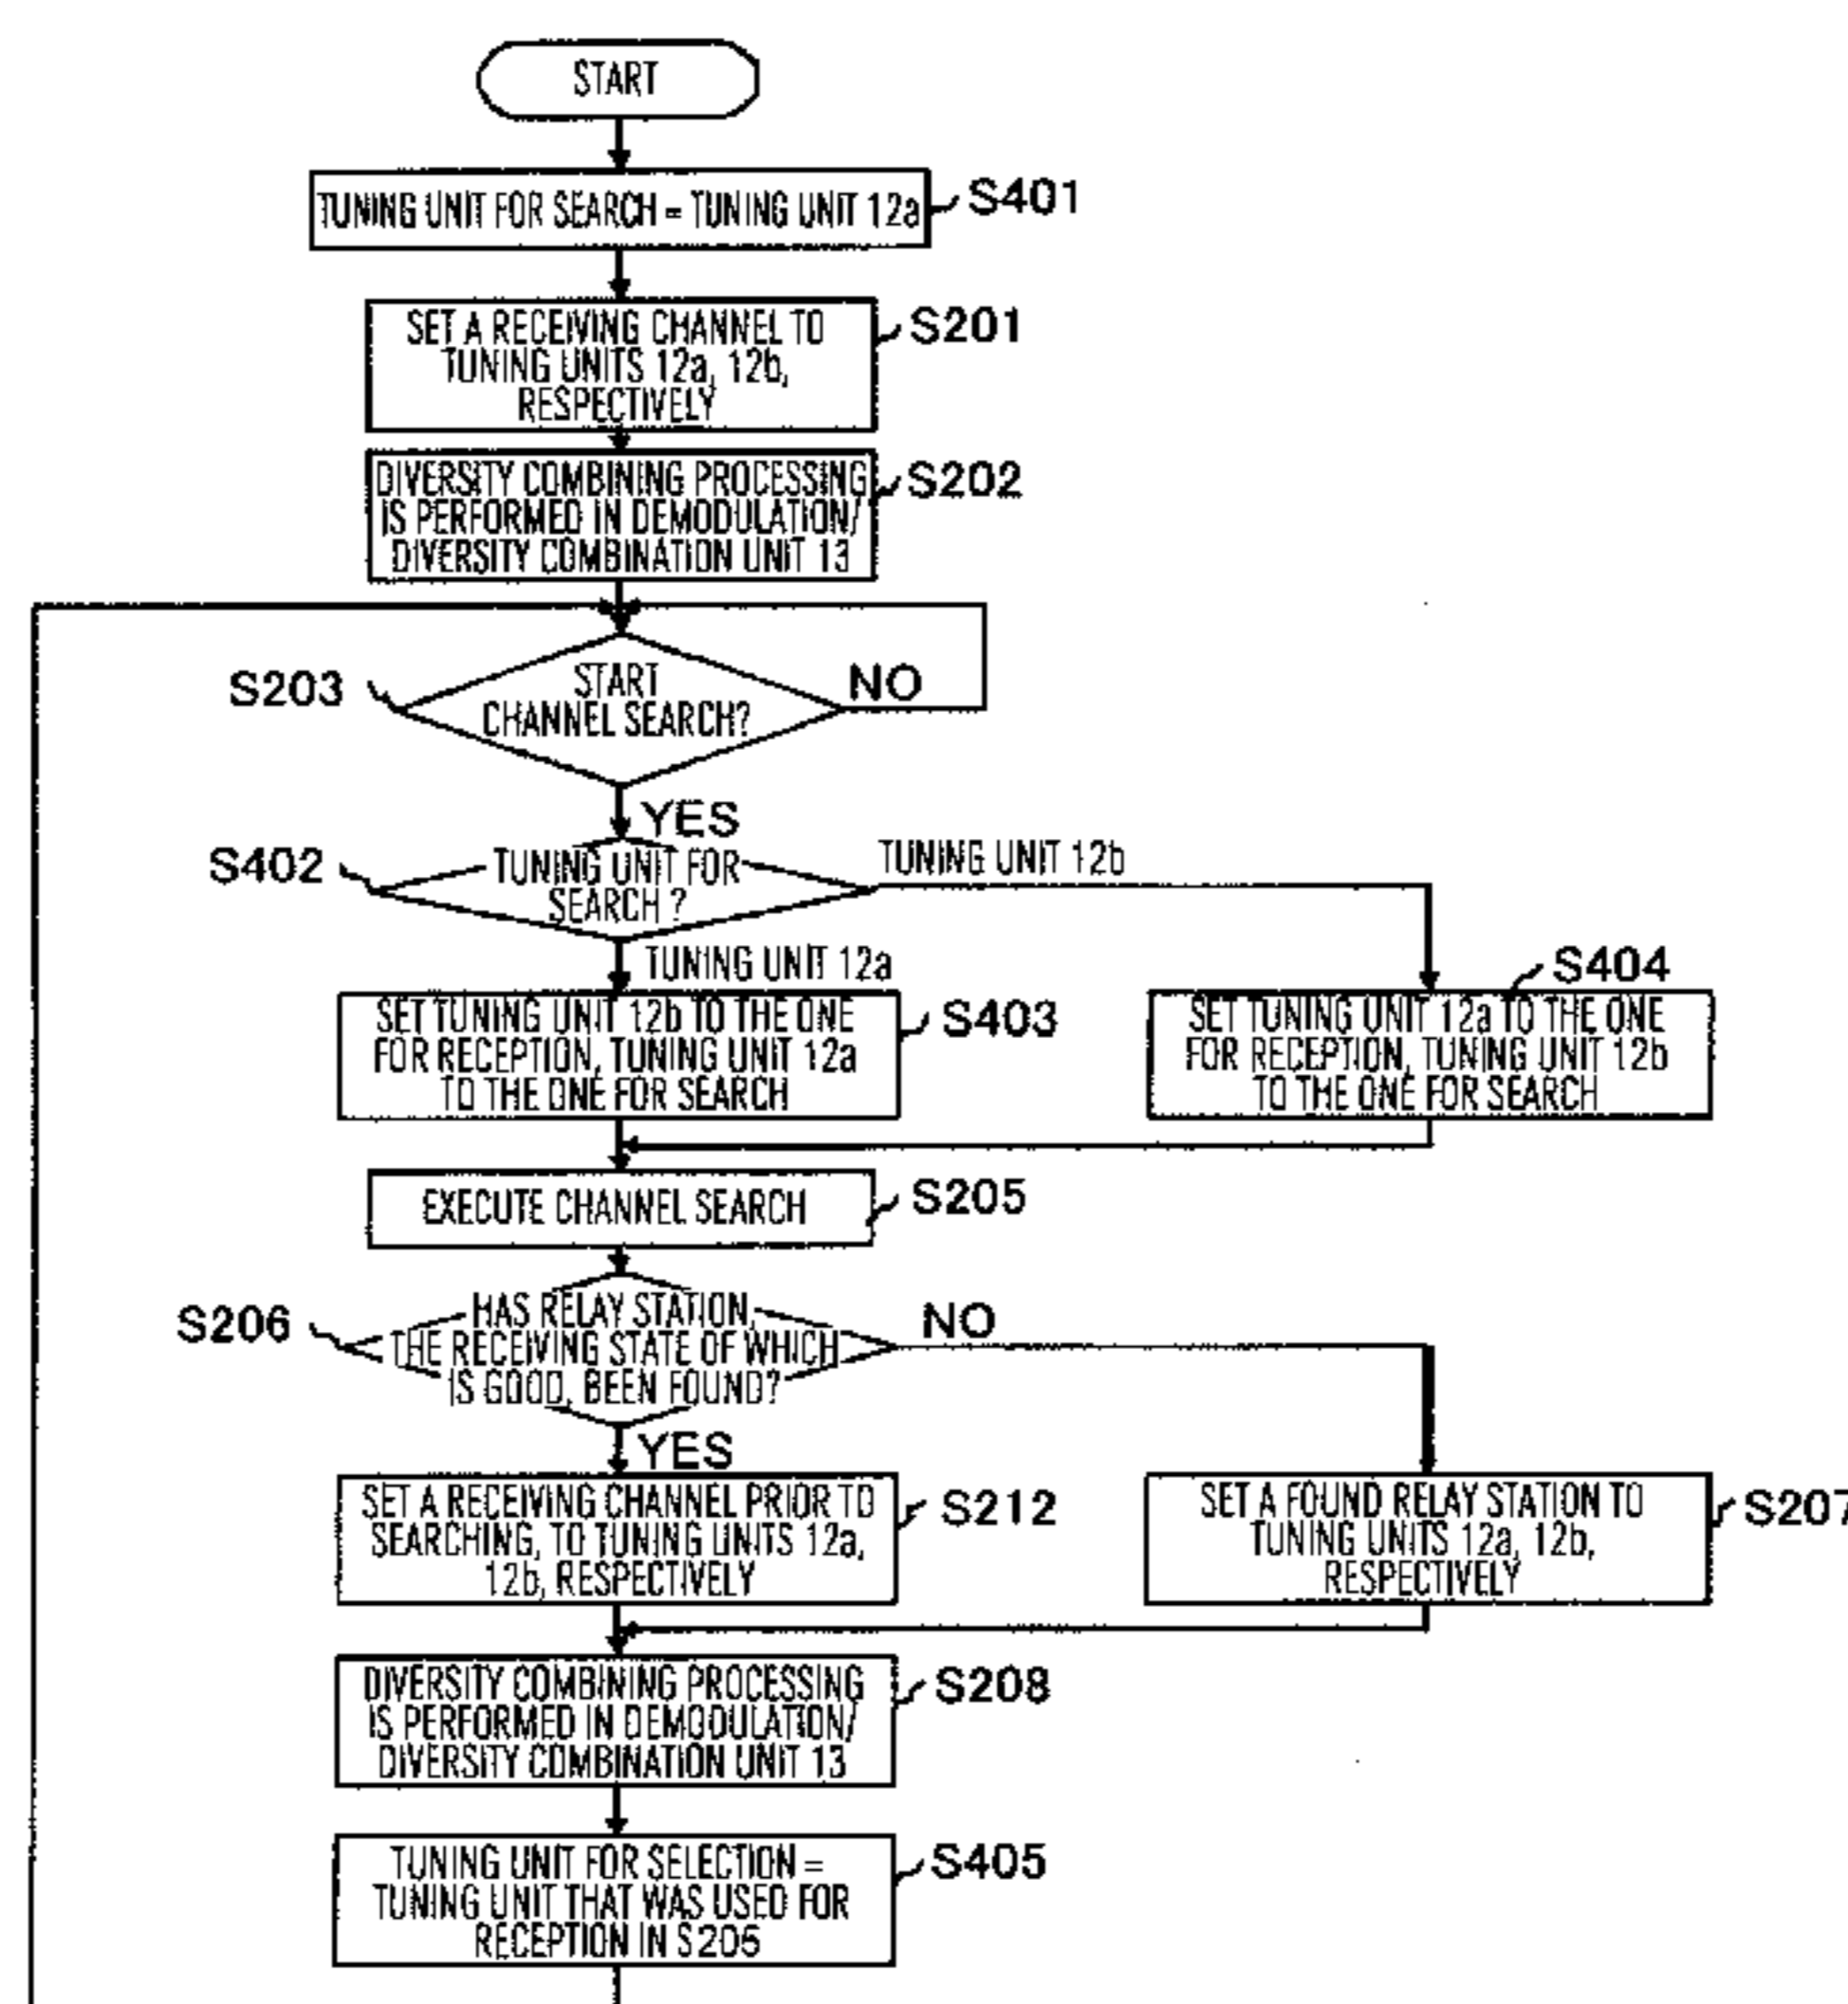 START
TUNING UNIT FOR SEARCH = TUNING UNIT 12a
S401
SET A RECEIVING CHANNEL TO
TUNING UNITS 12a, 12b,
RESPECTIVELY
S201
DIVERSITY COMBINING PROCESSING
IS PERFORMED IN DEMODULATION/
DIVERSITY COMBINATION UNIT 13
S202
S203
START
CHANNEL SEARCH?
NO
YES
S402
TUNING UNIT FOR
SEARCH ?
TUNING UNIT 12b
TUNING UNIT 12a
SET TUNING UNIT 12b TO THE ONE
FOR RECEPTION, TUNING UNIT 12a
TO THE ONE FOR SEARCH
S403
S404
SET TUNING UNIT 12a TO THE ONE
FOR RECEPTION, TUNING UNIT 12b
TO THE ONE FOR SEARCH
EXECUTE CHANNEL SEARCH
S205
S206
HAS RELAY STATION,
THE RECEIVING STATE OF WHICH
IS GOOD, BEEN FOUND?
NO
YES
SET A RECEIVING CHANNEL PRIOR TO
SEARCHING, TO TUNING UNITS 12a,
12b, RESPECTIVELY
S212
SET A FOUND RELAY STATION TO
TUNING UNITS 12a, 12b,
RESPECTIVELY
S207
DIVERSITY COMBINING PROCESSING
IS PERFORMED IN DEMODULATION/
DIVERSITY COMBINATION UNIT 13
S208
TUNING UNIT FOR SELECTION =
TUNING UNIT THAT WAS USED FOR
RECEPTION IN S205
S405